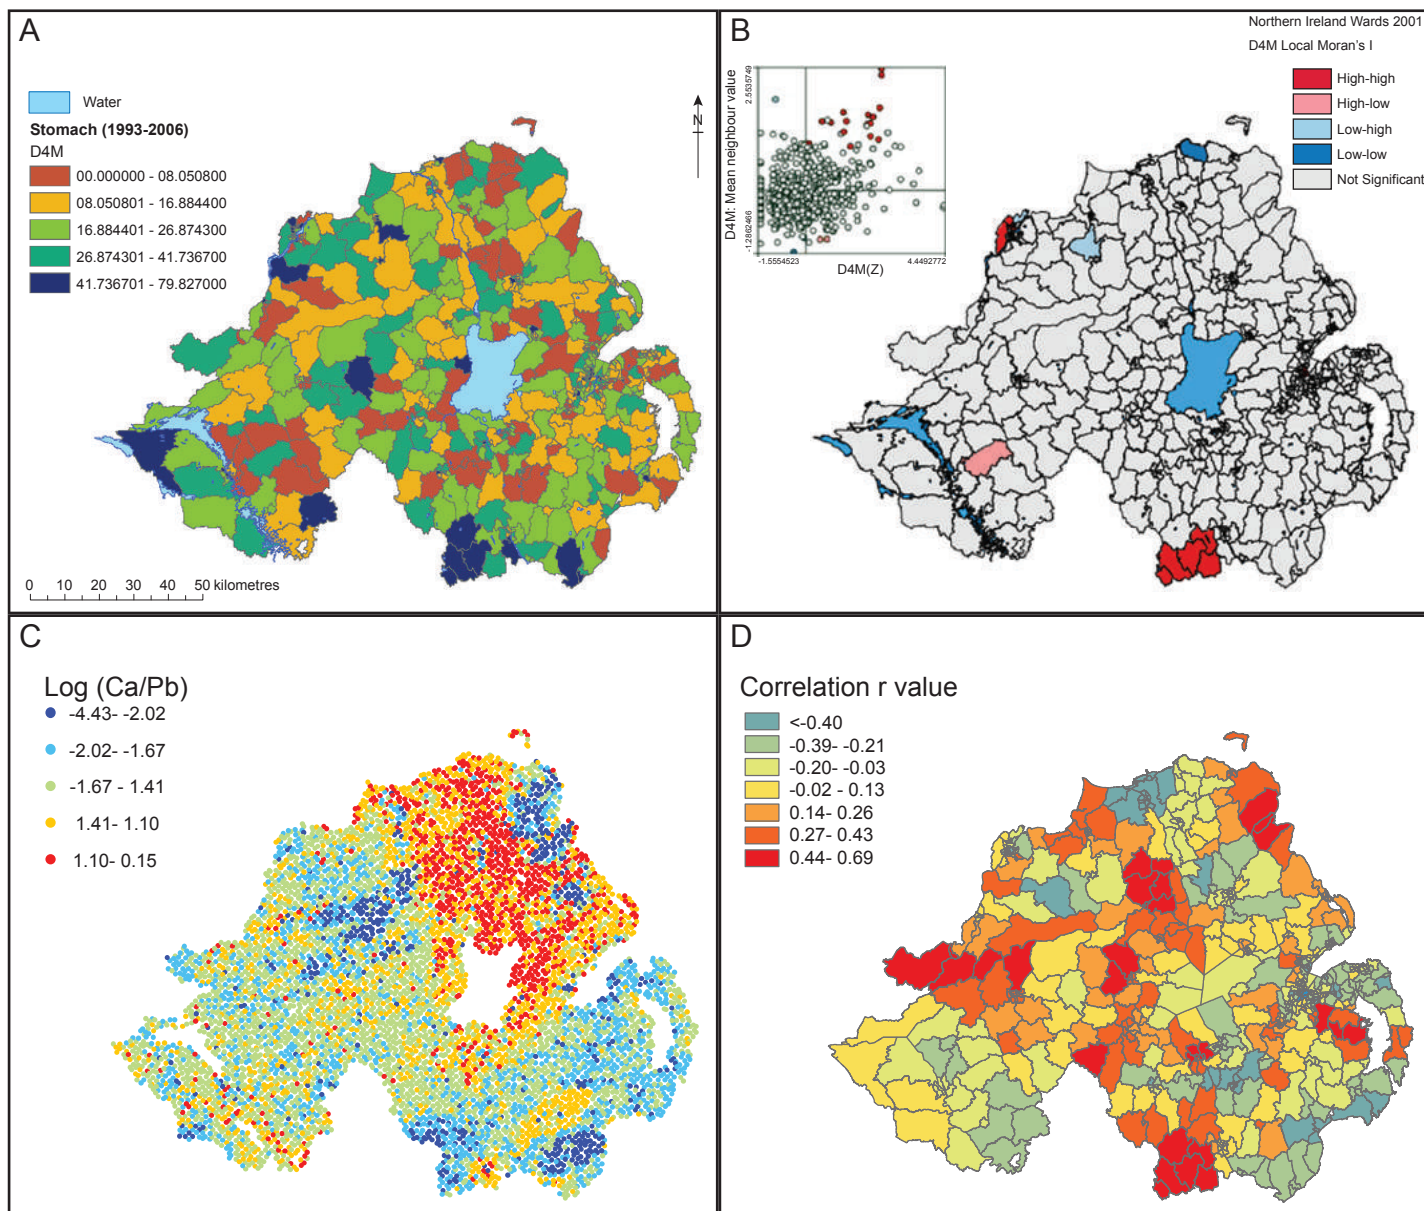 A
Water
Stomach (1993-2006)
D4M
00.000000 - 08.050800
08.050801 - 16.884400
16.884401 - 26.874300
26.874301 - 41.736700
41.736701 - 79.827000
N
0 10 20 30 40 50 kilometres
B
Northern Ireland Wards 2001
D4M Local Moran's I
High-high
High-low
Low-high
Low-low
Not Significant
D4M: Mean neighbour value
2.5535749
-1.2862466
-1.5554523
4.4492772
D4M(Z)
C
Log (Ca/Pb)
-4.43- -2.02
-2.02- -1.67
-1.67 - 1.41
1.41- 1.10
1.10- 0.15
D
Correlation r value
<-0.40
-0.39- -0.21
-0.20- -0.03
-0.02 - 0.13
0.14- 0.26
0.27- 0.43
0.44- 0.69